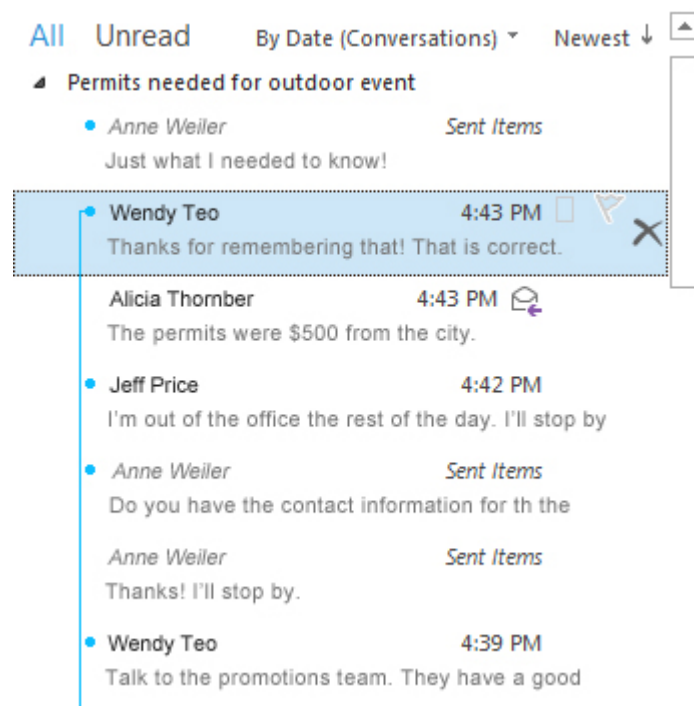 All Unread By Date (Conversations) Newest
Permits needed for outdoor event
Anne Weiler Sent Items
Just what I needed to know!
Wendy Teo 4:43 PM
Thanks for remembering that! That is correct.
Alicia Thornber 4:43 PM
The permits were $500 from the city.
Jeff Price 4:42 PM
I'm out of the office the rest of the day. I'll stop by
Anne Weiler Sent Items
Do you have the contact information for th the
Anne Weiler Sent Items
Thanks! I'll stop by.
Wendy Teo 4:39 PM
Talk to the promotions team. They have a good